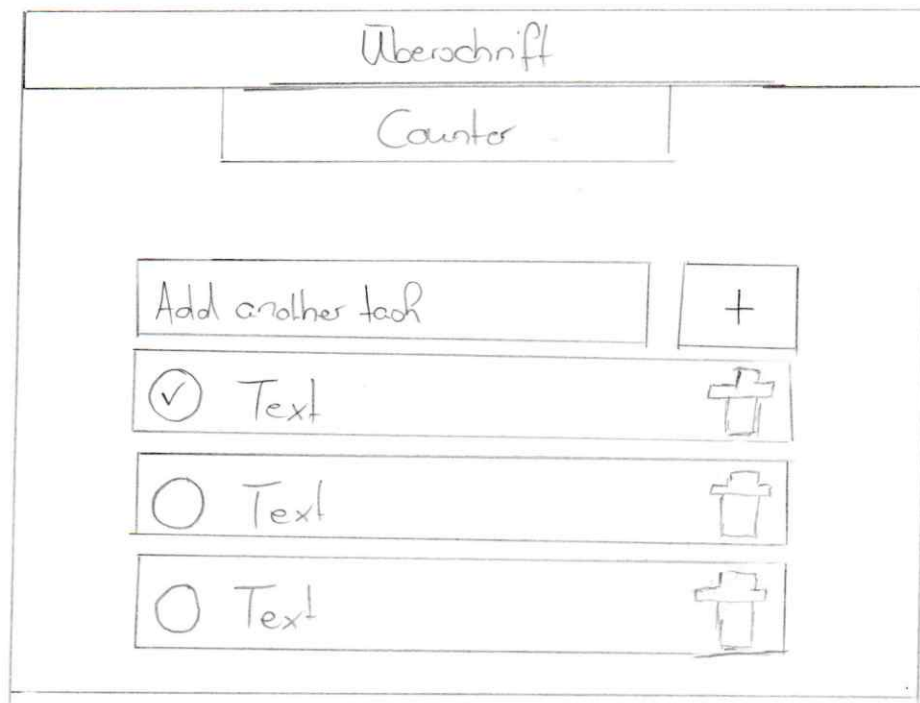 Überschrift
Counter
Add another task
+
Text
Text
Text